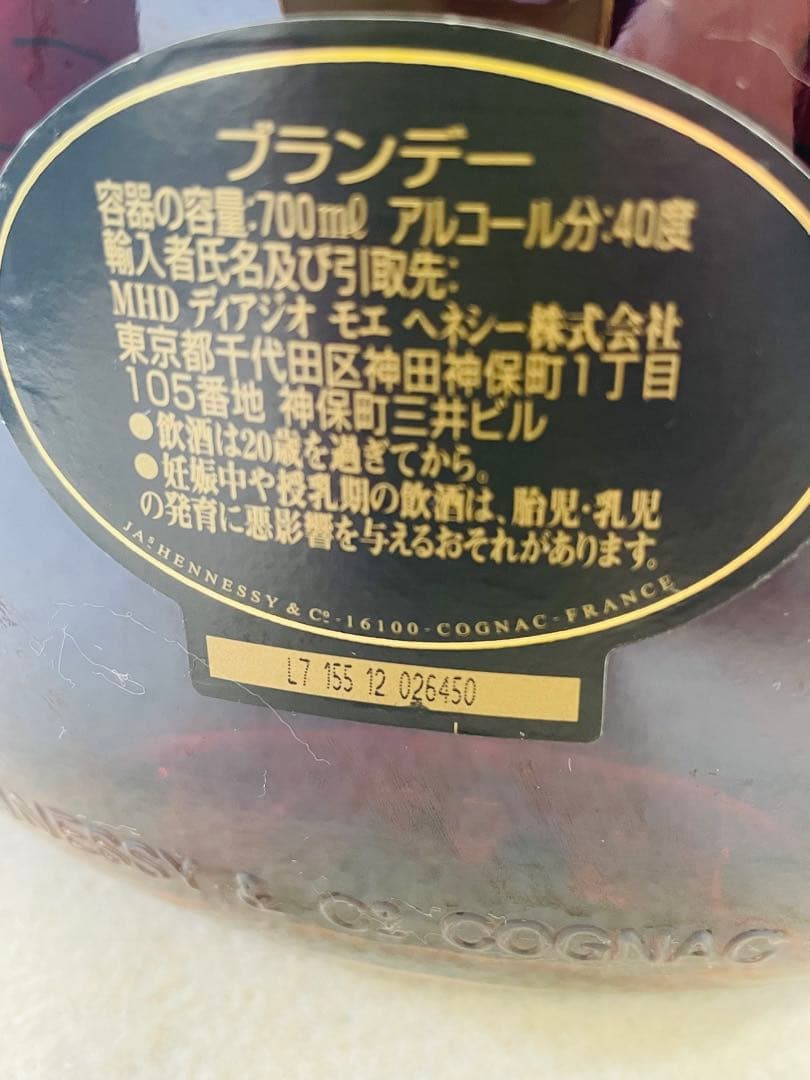 ブランデー
容器の容量:700mℓ アルコール分:40度
輸入者氏名及び引取先:
MHD ディアジオ モエ ヘネシー株式会社
東京都千代田区神田神保町1丁目
105番地 神保町三井ビル
●飲酒は20歳を過ぎてから。
●妊娠中や授乳期の飲酒は、胎児・乳児
の発育に悪影響を与えるおそれがあります。
JAS HENNESSY & Cº - 16100 - COGNAC - FRANCE
L7 155 12 026450
NESSY & Cº COGNAC